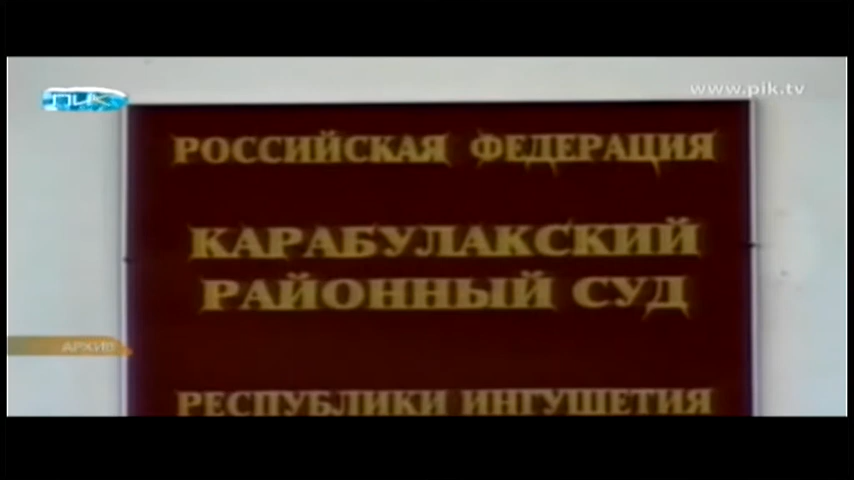 ПИК
www.pik.tv
РОССИЙСКАЯ ФЕДЕРАЦИЯ
КАРАБУЛАКСКИЙ
РАЙОННЫЙ СУД
АРХИВ
РЕСПУБЛИКИ ИНГУШЕТИЯ